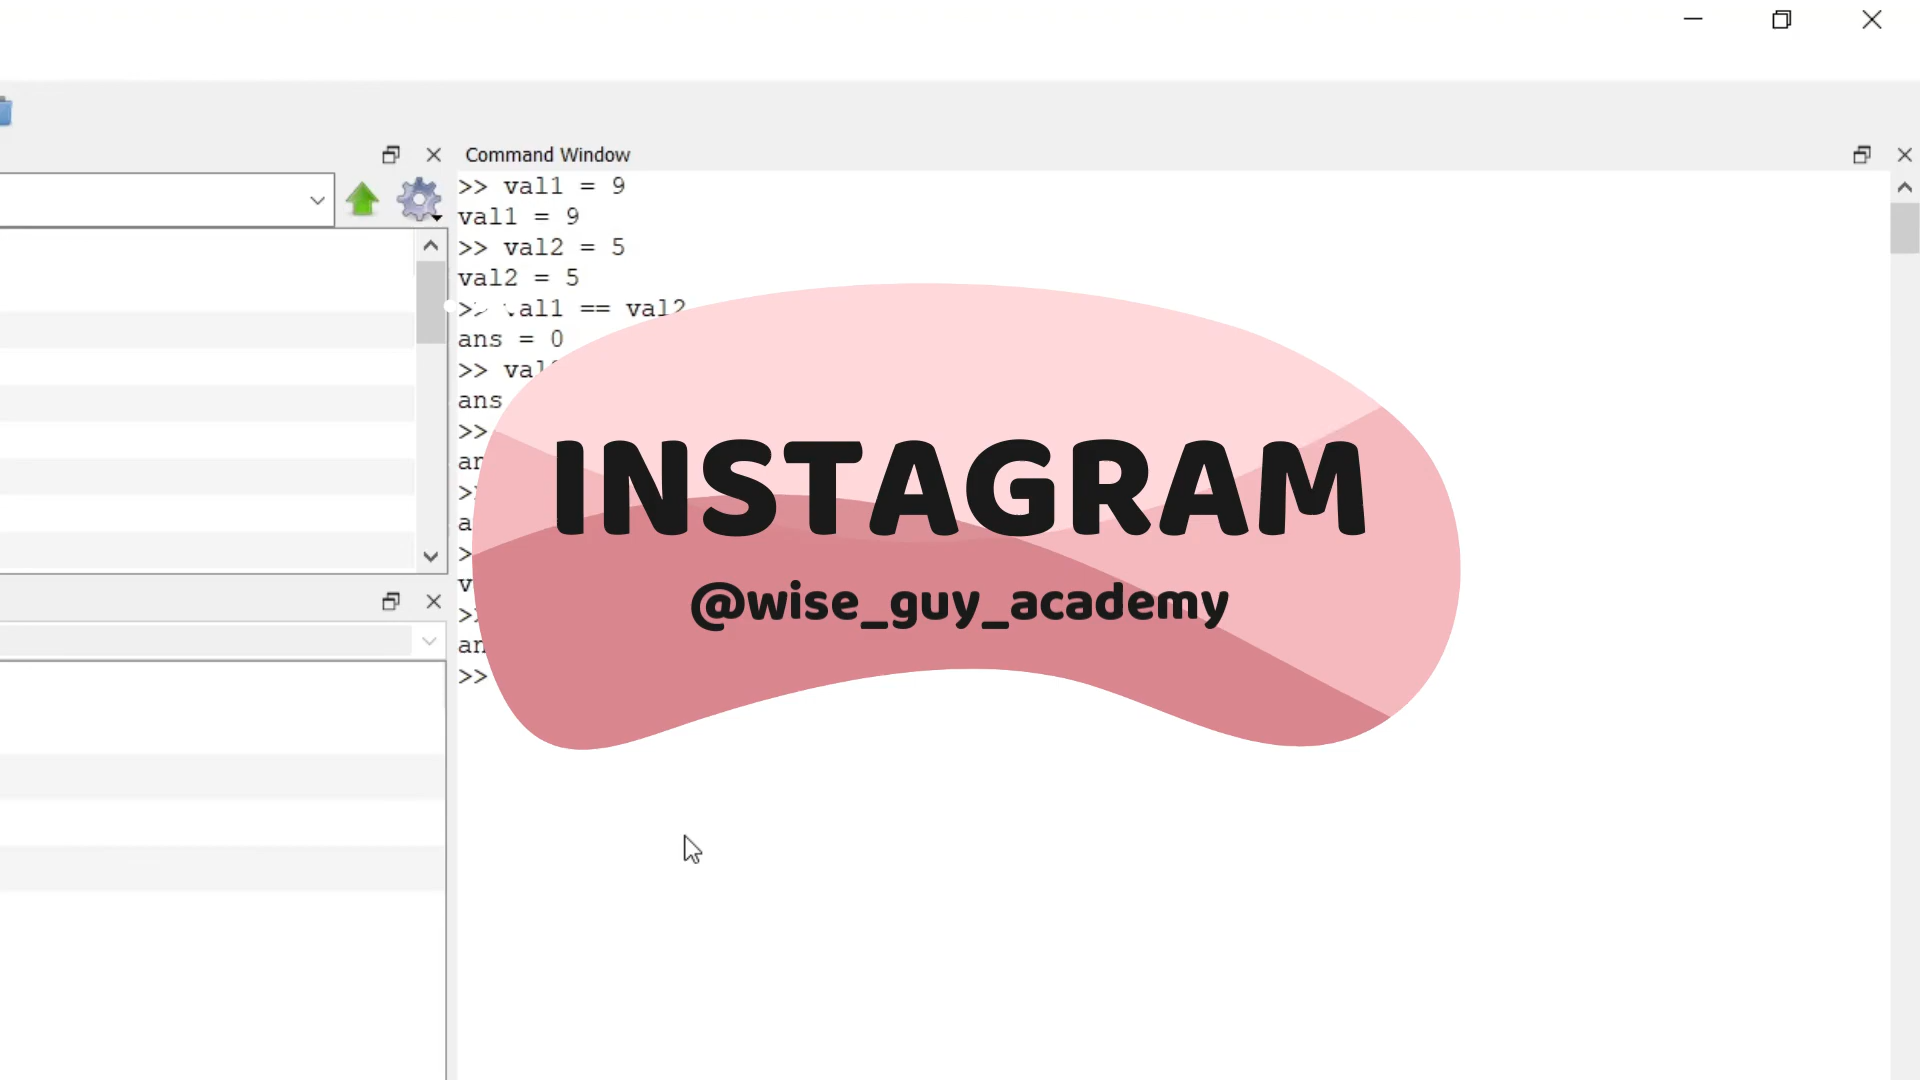 Command Window
>> val1 = 9
val1 = 9
>> val2 = 5
val2 = 5
>> val1 == val2
ans = 0
>>
ans
>>
>>
INSTAGRAM
@wise_guy_academy